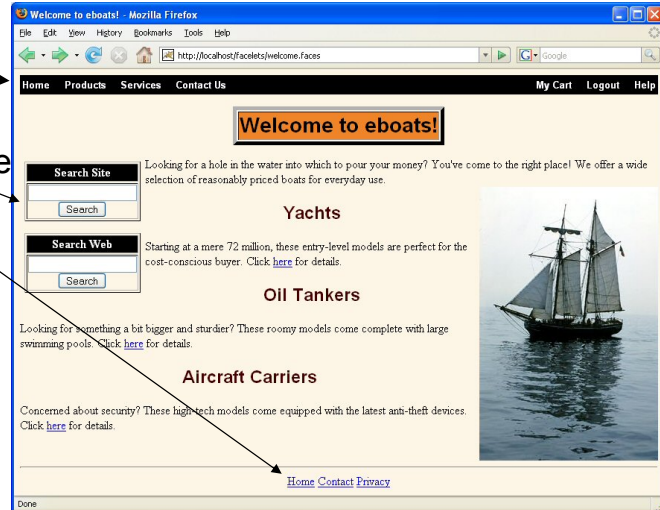 Welcome to eboats! - Mozilla Firefox
File Edit View History Bookmarks Tools Help
http://localhost/facelets/welcome.faces
Google
Home Products Services Contact Us My Cart Logout Help
Welcome to eboats!
e
Search Site
Search
Looking for a hole in the water into which to pour your money? You've come to the right place! We offer a wide
selection of reasonably priced boats for everyday use.
Yachts
Search Web
Search
Starting at a mere 72 million, these entry-level models are perfect for the
cost-conscious buyer. Click here for details.
Oil Tankers
Looking for something a bit bigger and sturdier? These roomy models come complete with large
swimming pools. Click here for details.
Aircraft Carriers
Concerned about security? These high-tech models come equipped with the latest anti-theft devices.
Click here for details.
Home Contact Privacy
Done